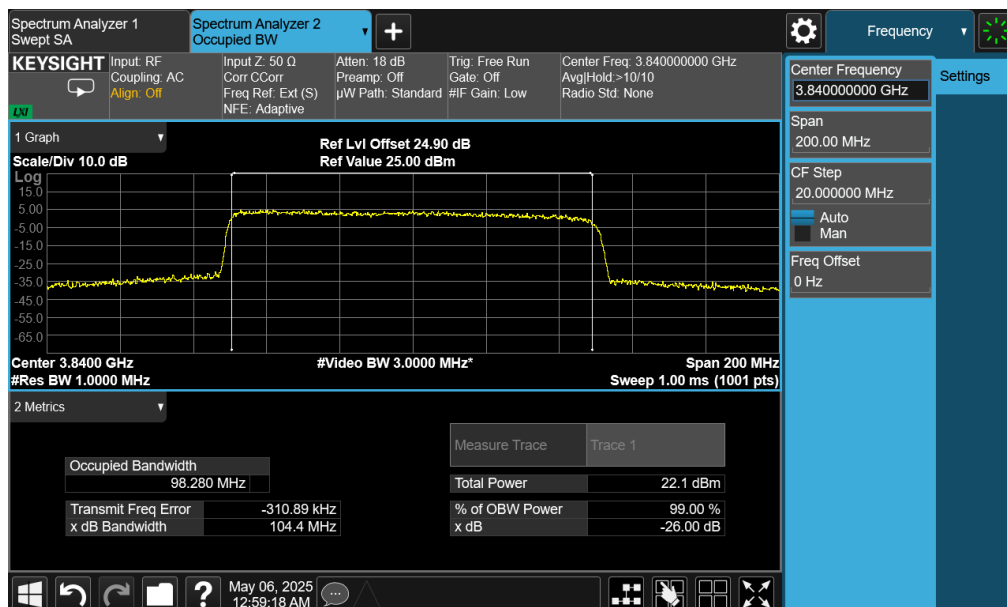 Spectrum Analyzer 1
Swept SA
Spectrum Analyzer 2
Occupied BW
Frequency
KEYSIGHT
LXI
Input: RF
Coupling: AC
Align: Off
Input Z: 50 Ω
Corr CCorr
Freq Ref: Ext (S)
NFE: Adaptive
Atten: 18 dB
Preamp: Off
µW Path: Standard
Trig: Free Run
Gate: Off
#IF Gain: Low
Center Freq: 3.840000000 GHz
Avg|Hold:>10/10
Radio Std: None
1 Graph
Scale/Div 10.0 dB
Ref Lvl Offset 24.90 dB
Ref Value 25.00 dBm
Log
15.0
5.00
-5.00
-15.0
-25.0
-35.0
-45.0
-55.0
-65.0
Center 3.8400 GHz
#Res BW 1.0000 MHz
#Video BW 3.0000 MHz*
Span 200 MHz
Sweep 1.00 ms (1001 pts)
2 Metrics
Measure Trace
Trace 1
Occupied Bandwidth
98.280 MHz
Total Power 22.1 dBm
Transmit Freq Error -310.89 kHz
% of OBW Power 99.00 %
x dB Bandwidth 104.4 MHz
x dB -26.00 dB
Center Frequency
3.840000000 GHz
Settings
Span
200.00 MHz
CF Step
20.000000 MHz
Auto
Man
Freq Offset
0 Hz
?
May 06, 2025
12:59:18 AM